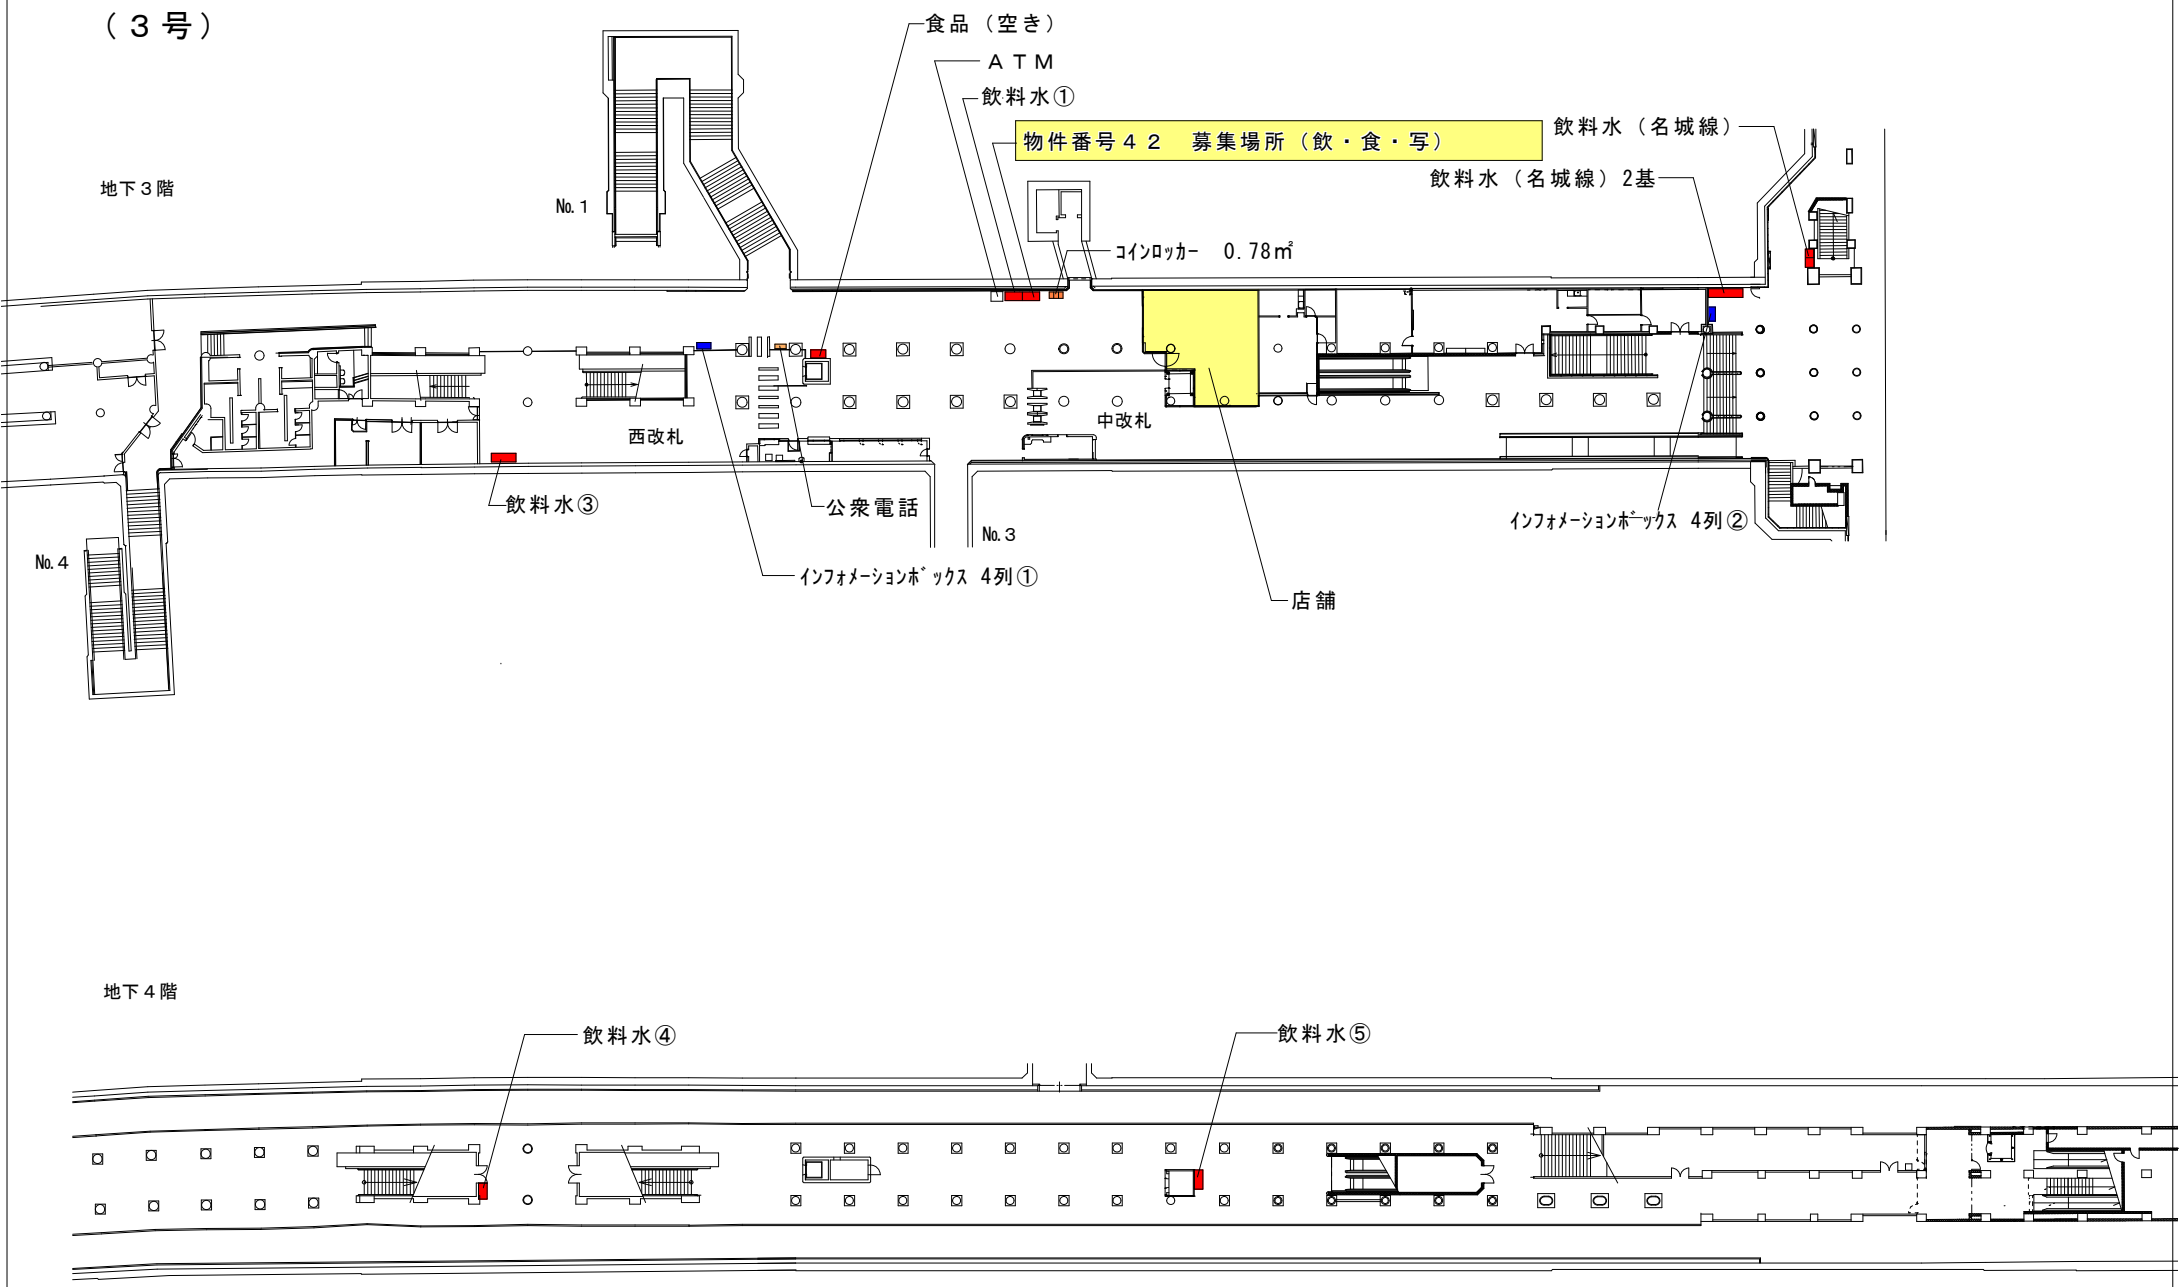 （３号）
食品（空き）
ＡＴＭ
飲料水①
物件番号４２　募集場所（飲・食・写）
飲料水（名城線）
飲料水（名城線）2基
地下３階
№.1
ｺｲﾝﾛｯｶｰ　0.78㎡
西改札
中改札
飲料水③
公衆電話
№.3
ｲﾝﾌｫﾒｰｼｮﾝﾎﾞｯｸｽ 4列②
№.4
ｲﾝﾌｫﾒｰｼｮﾝﾎﾞｯｸｽ 4列①
店舗
地下４階
飲料水④
飲料水⑤